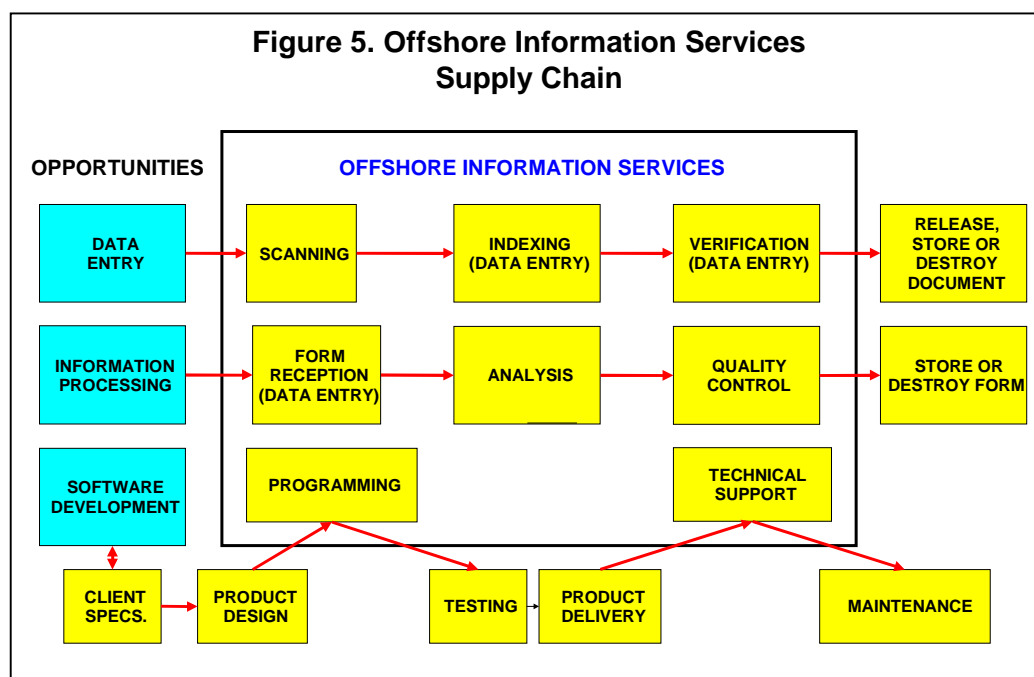 Figure 5. Offshore Information Services
Supply Chain
OPPORTUNITIES
OFFSHORE INFORMATION SERVICES
DATA
ENTRY
SCANNING
INDEXING
(DATA ENTRY)
VERIFICATION
(DATA ENTRY)
RELEASE,
STORE OR
DESTROY
DOCUMENT
INFORMATION
PROCESSING
FORM
RECEPTION
(DATA ENTRY)
ANALYSIS
QUALITY
CONTROL
STORE OR
DESTROY FORM
SOFTWARE
DEVELOPMENT
PROGRAMMING
TECHNICAL
SUPPORT
CLIENT
SPECS.
PRODUCT
DESIGN
TESTING
PRODUCT
DELIVERY
MAINTENANCE